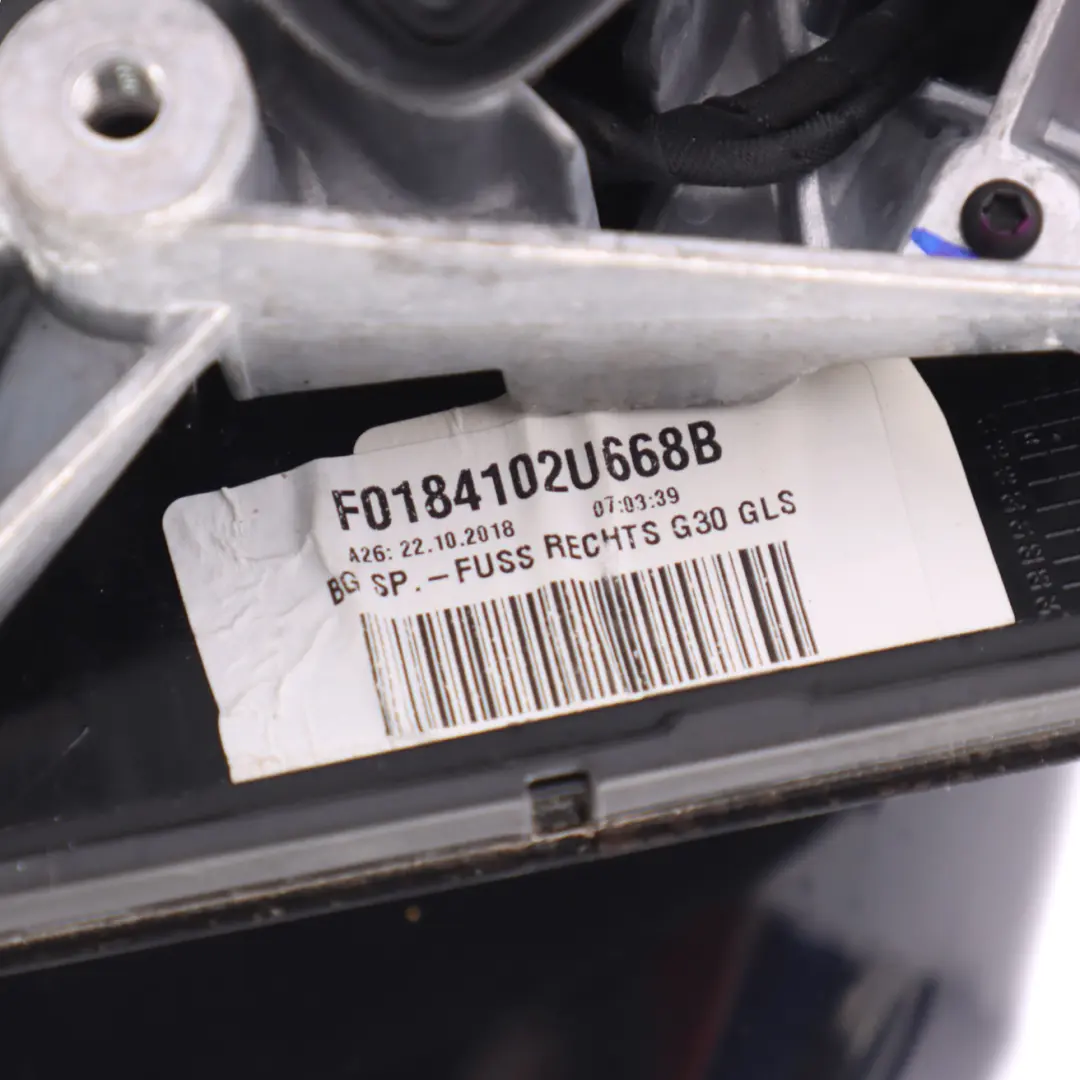 F0184102U668B
A26: 22.10.2018 07:03:39
BG SP.-FUSS RECHTS G30 GLS